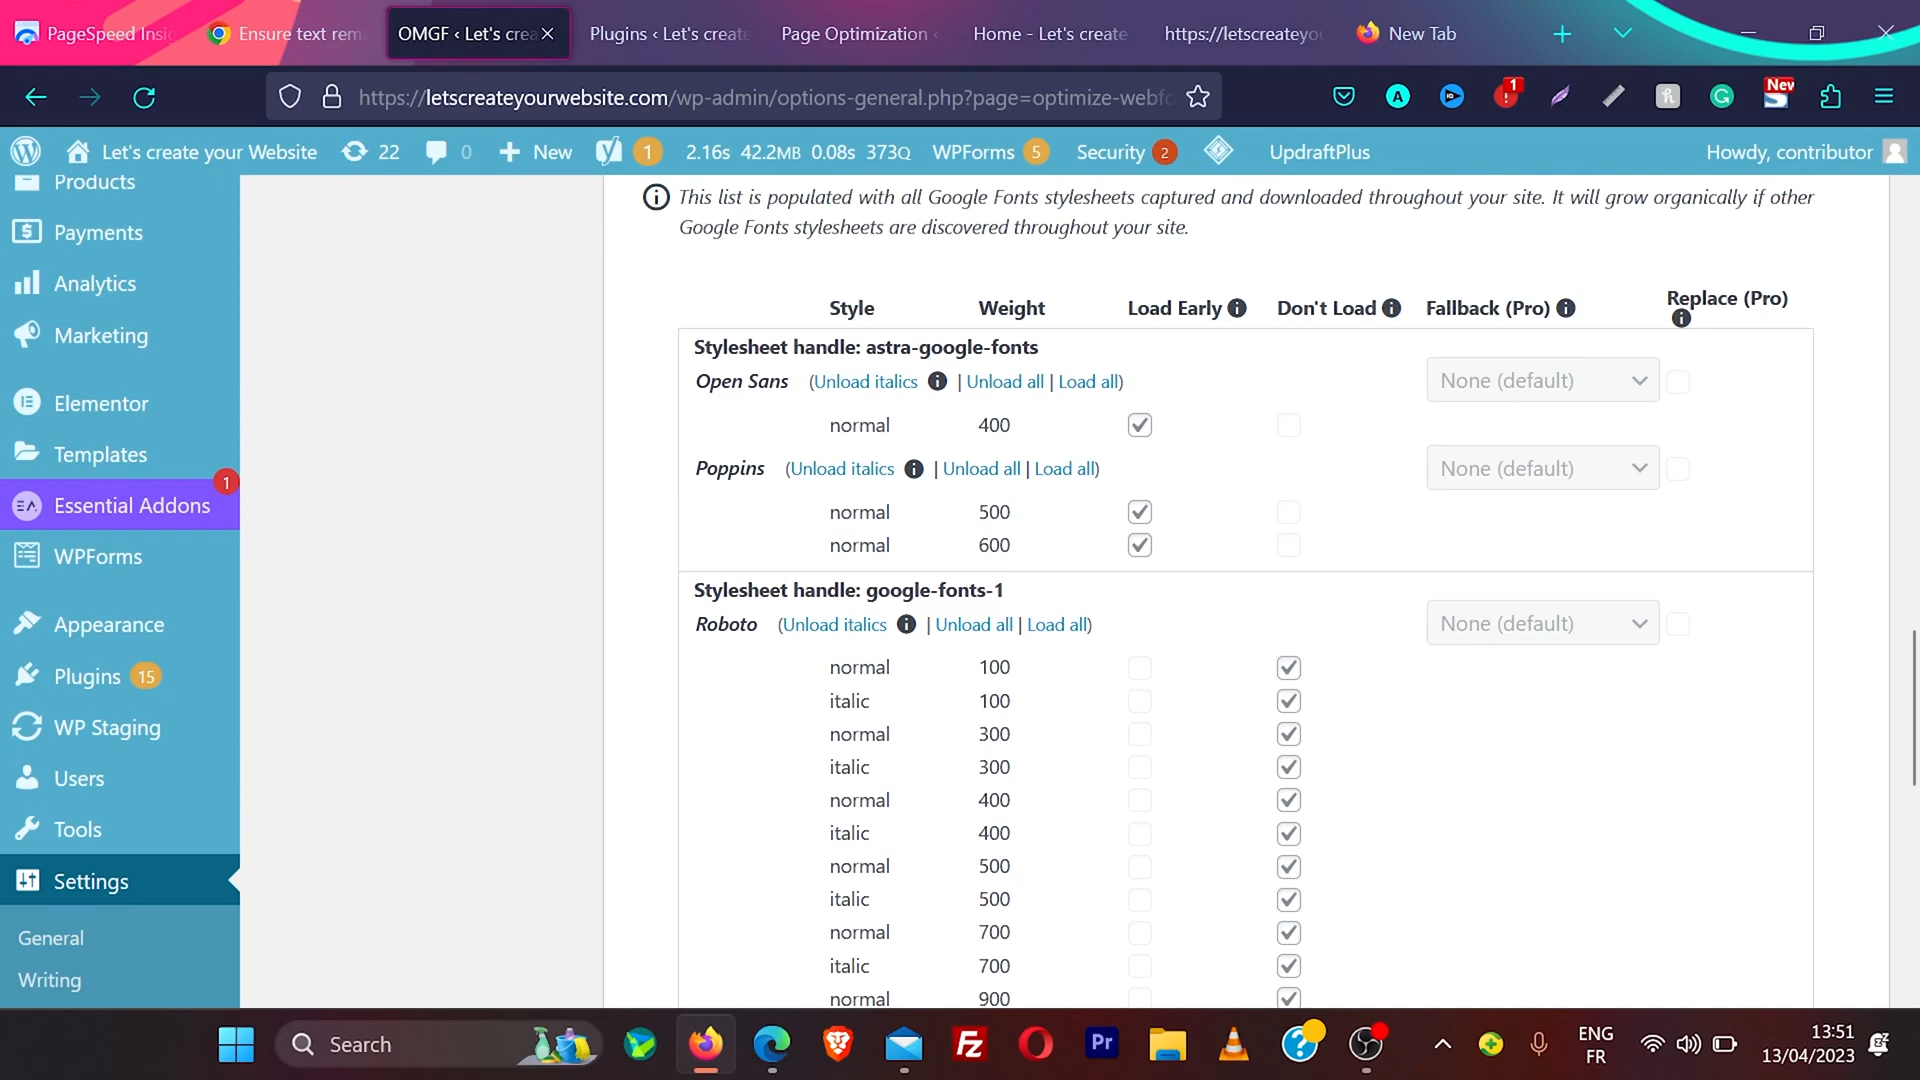 PageSpeed Insi
Ensure text rem
OMGF ‹ Let's crea
Plugins ‹ Let's create
Page Optimization ‹
Home - Let's create
https://letscreateyou
New Tab
https://letscreateyourwebsite.com/wp-admin/options-general.php?page=optimize-webfo
1
New
Let's create your Website
22
0
New
1
2.16s 42.2MB 0.08s 373Q
WPForms 5
Security 2
UpdraftPlus
Howdy, contributor
Products
Payments
Analytics
Marketing
Elementor
Templates
Essential Addons
1
WPForms
Appearance
Plugins 15
WP Staging
Users
Tools
Settings
General
Writing
This list is populated with all Google Fonts stylesheets captured and downloaded throughout your site. It will grow organically if other
Google Fonts stylesheets are discovered throughout your site.
Style Weight Load Early Don't Load Fallback (Pro) Replace (Pro)
Stylesheet handle: astra-google-fonts
Open Sans (Unload italics | Unload all | Load all) None (default)
normal 400
Poppins (Unload italics | Unload all | Load all) None (default)
normal 500
normal 600
Stylesheet handle: google-fonts-1
Roboto (Unload italics | Unload all | Load all) None (default)
normal 100
italic 100
normal 300
italic 300
normal 400
italic 400
normal 500
italic 500
normal 700
italic 700
normal 900
Search
ENG
FR
13:51
13/04/2023